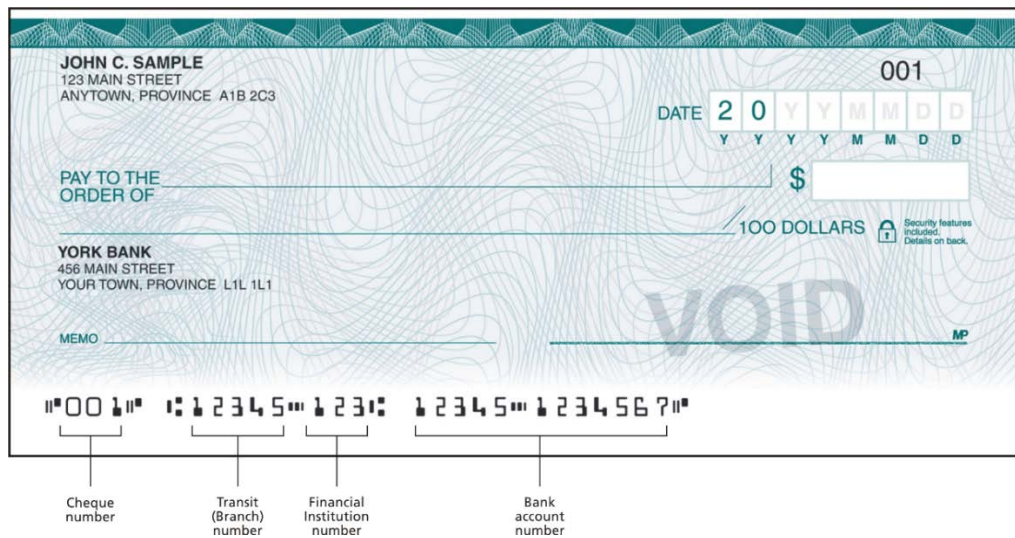 JOHN C. SAMPLE
123 MAIN STREET
ANYTOWN, PROVINCE A1B 2C3
001
DATE 2 0 Y Y M M D D
Y Y Y Y M M D D
PAY TO THE
ORDER OF
$
100 DOLLARS
Security features
included.
Details on back.
YORK BANK
456 MAIN STREET
YOUR TOWN, PROVINCE L1L 1L1
VOID
MEMO
MP
⑈001⑈ ⑆12345⑉123⑆ 12345⑉1234567⑈
Cheque
number
Transit
(Branch)
number
Financial
Institution
number
Bank
account
number